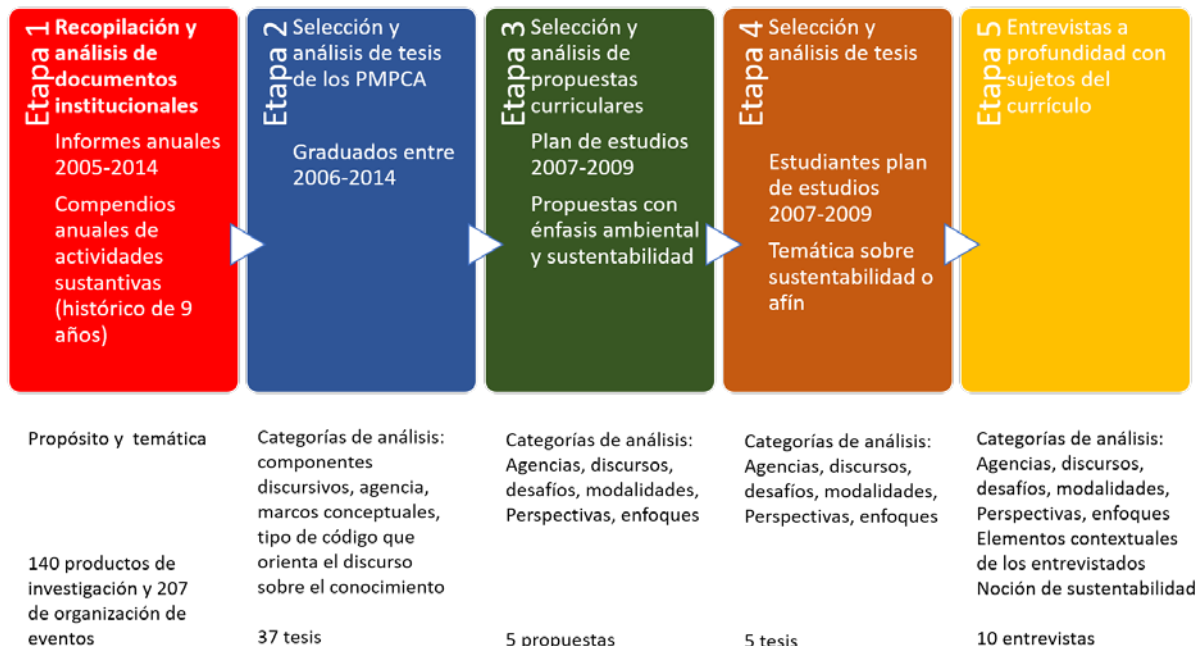 Etapa 1
Recopilación y
análisis de
documentos
institucionales
Informes anuales
2005-2014
Compendios
anuales de
actividades
sustantivas
(histórico de 9
años)
Etapa 2
Selección y
análisis de tesis
de los PMPCA
Graduados entre
2006-2014
Etapa 3
Selección y
análisis de
propuestas
curriculares
Plan de estudios
2007-2009
Propuestas con
énfasis ambiental
y sustentabilidad
Etapa 4
Selección y
análisis de tesis
Estudiantes plan
de estudios
2007-2009
Temática sobre
sustentabilidad o
afín
Etapa 5
Entrevistas a
profundidad con
sujetos del
currículo
Propósito y temática
140 productos de
investigación y 207
de organización de
eventos
Categorías de análisis:
componentes
discursivos, agencia,
marcos conceptuales,
tipo de código que
orienta el discurso
sobre el conocimiento
37 tesis
Categorías de análisis:
Agencias, discursos,
desafíos, modalidades,
Perspectivas, enfoques
5 propuestas
Categorías de análisis:
Agencias, discursos,
desafíos, modalidades,
Perspectivas, enfoques
5 tesis
Categorías de análisis:
Agencias, discursos,
desafíos, modalidades,
Perspectivas, enfoques
Elementos contextuales
de los entrevistados
Noción de sustentabilidad
10 entrevistas